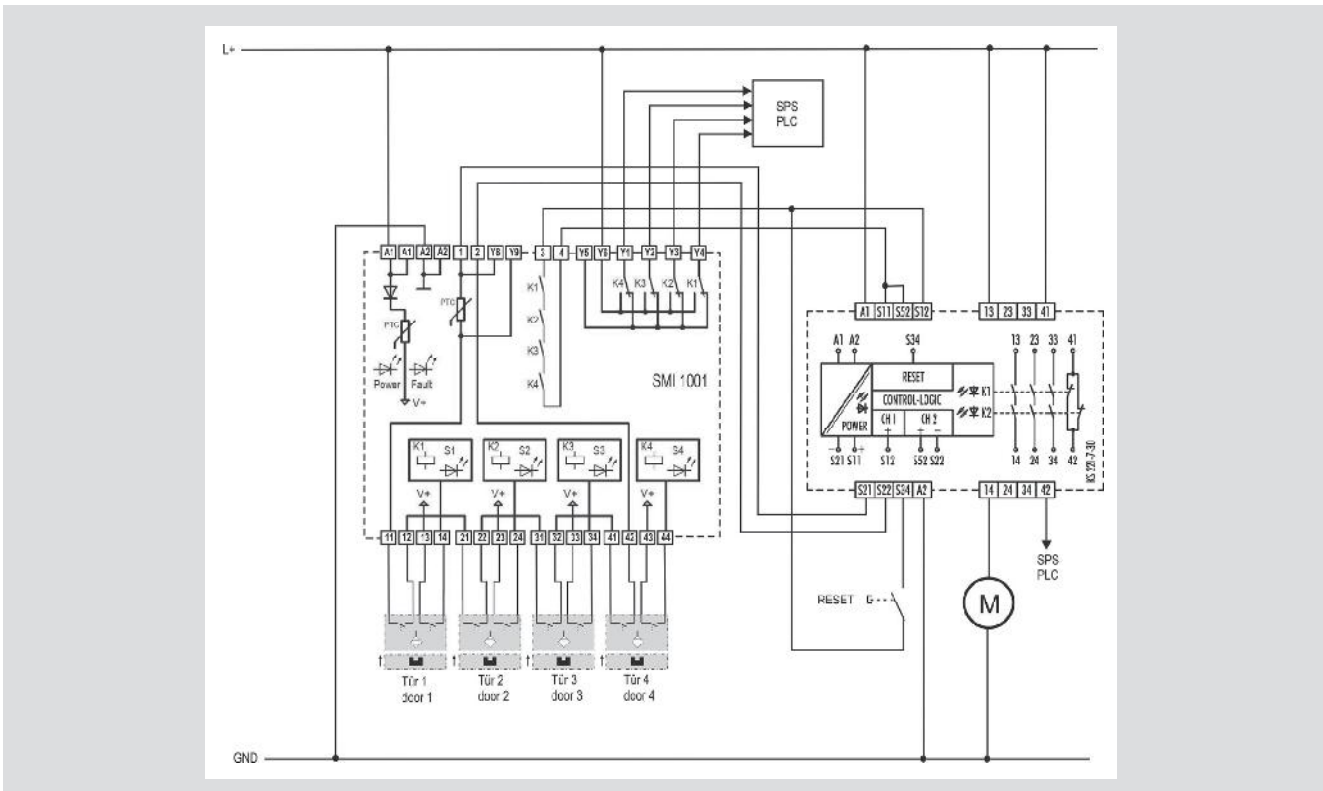 L+
SPS
PLC
A1 A1 A2 A2 1 2 Y8 Y9 3 4 Y5 Y6 Y1 Y2 Y3 Y4
K1
K2
K3
K4
K4 K3 K2 K1
PTC
PTC
Power Fault
V+
SMI 1001
K1 S1
K2 S2
K3 S3
K4 S4
V+ V+ V+ V+
11 12 13 14 21 22 23 24 31 32 33 34 41 42 43 44
Tür 1
door 1
Tür 2
door 2
Tür 3
door 3
Tür 4
door 4
A1 S11 S52 S12
13 23 33 41
A1 A2 S34
13 23 33 41
RESET
CONTROL-LOGIC
K1
K2
CH 1 CH 2
+ + -
POWER
- +
S21 S11 S12 S52 S22
14 24 34 42
S21 S22 S34 A2
14 24 34 42
SPS
PLC
RESET
M
GND